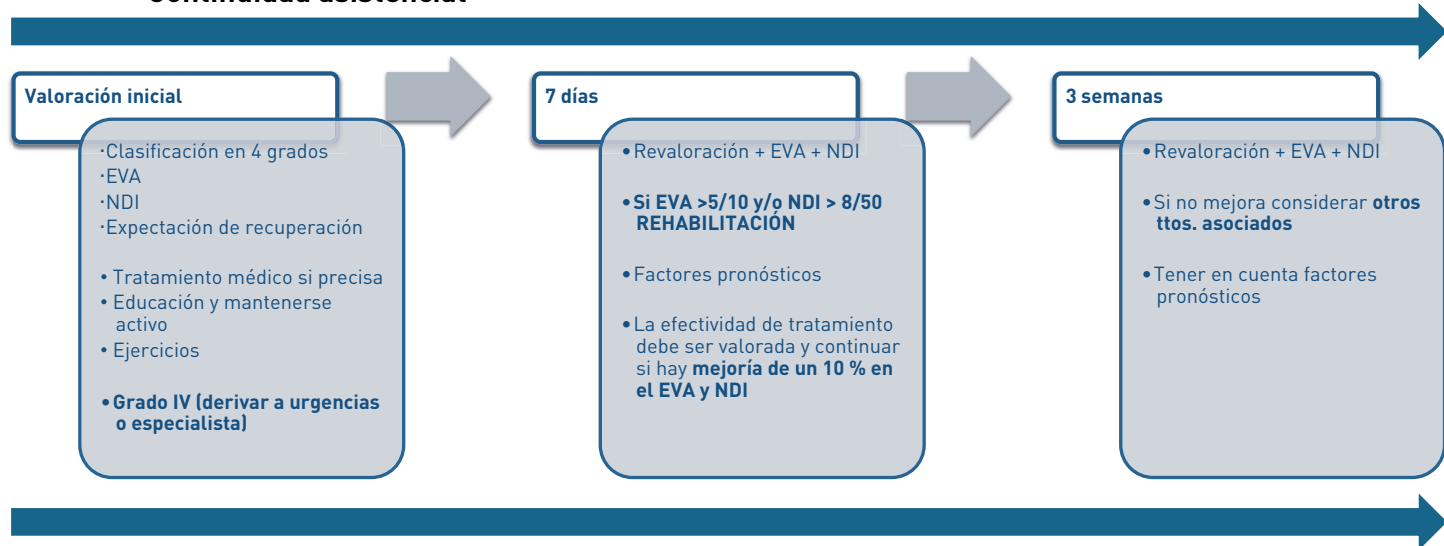 Continuidad asistencial
Valoración inicial
·Clasificación en 4 grados
·EVA
·NDI
·Expectación de recuperación
• Tratamiento médico si precisa
• Educación y mantenerse
activo
• Ejercicios
• Grado IV (derivar a urgencias
o especialista)
7 días
• Revaloración + EVA + NDI
• Si EVA >5/10 y/o NDI > 8/50
REHABILITACIÓN
• Factores pronósticos
• La efectividad de tratamiento
debe ser valorada y continuar
si hay mejoría de un 10 % en
el EVA y NDI
3 semanas
• Revaloración + EVA + NDI
• Si no mejora considerar otros
ttos. asociados
• Tener en cuenta factores
pronósticos